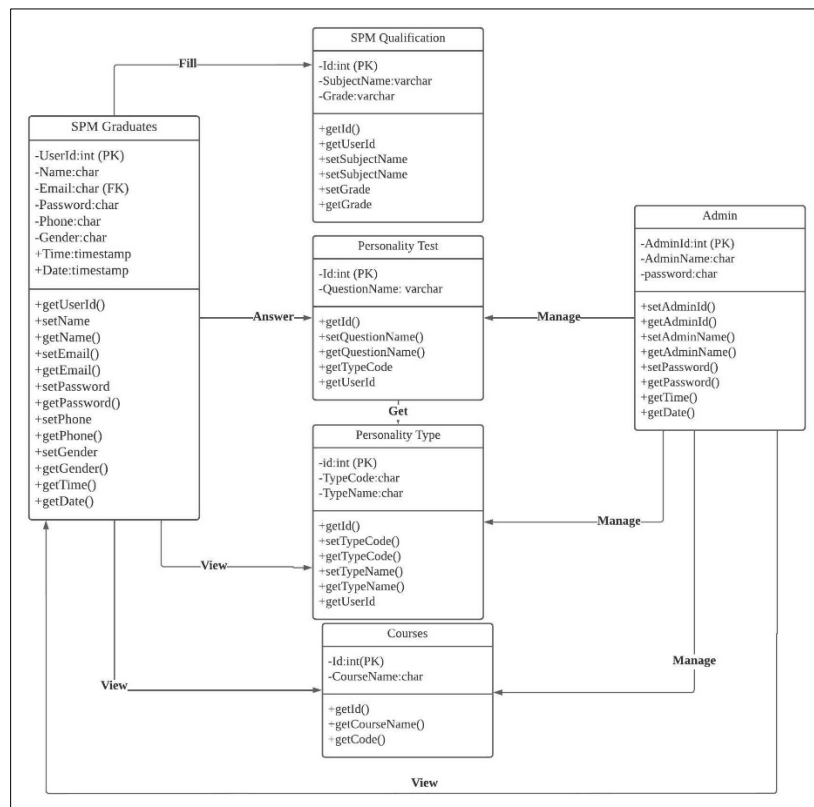 SPM Qualification
-Id:int (PK)
-SubjectName:varchar
-Grade:varchar
+getId()
+getUserId
+setSubjectName
+setSubjectName
+setGrade
+getGrade
Fill
SPM Graduates
-UserId:int (PK)
-Name:char
-Email:char (FK)
-Password:char
-Phone:char
-Gender:char
+Time:timestamp
+Date:timestamp
+getUserId()
+setName
+getName()
+setEmail()
+getEmail()
+setPassword
+getPassword()
+setPhone
+getPhone()
+setGender
+getGender()
+getTime()
+getDate()
Answer
Personality Test
-Id:int (PK)
-QuestionName: varchar
+getId()
+setQuestionName()
+getQuestionName()
+getTypeCode
+getUserId
Manage
Admin
-AdminId:int (PK)
-AdminName:char
-password:char
+setAdminId()
+getAdminId()
+setAdminName()
+getAdminName()
+setPassword()
+getPassword()
+getTime()
+getDate()
Get
Personality Type
-id:int (PK)
-TypeCode:char
-TypeName:char
+getId()
+setTypeCode()
+getTypeCode()
+setTypeName()
+getTypeName()
+getUserId
Manage
View
Courses
-Id:int(PK)
-CourseName:char
+getId()
+getCourseName()
+getCode()
Manage
View
View